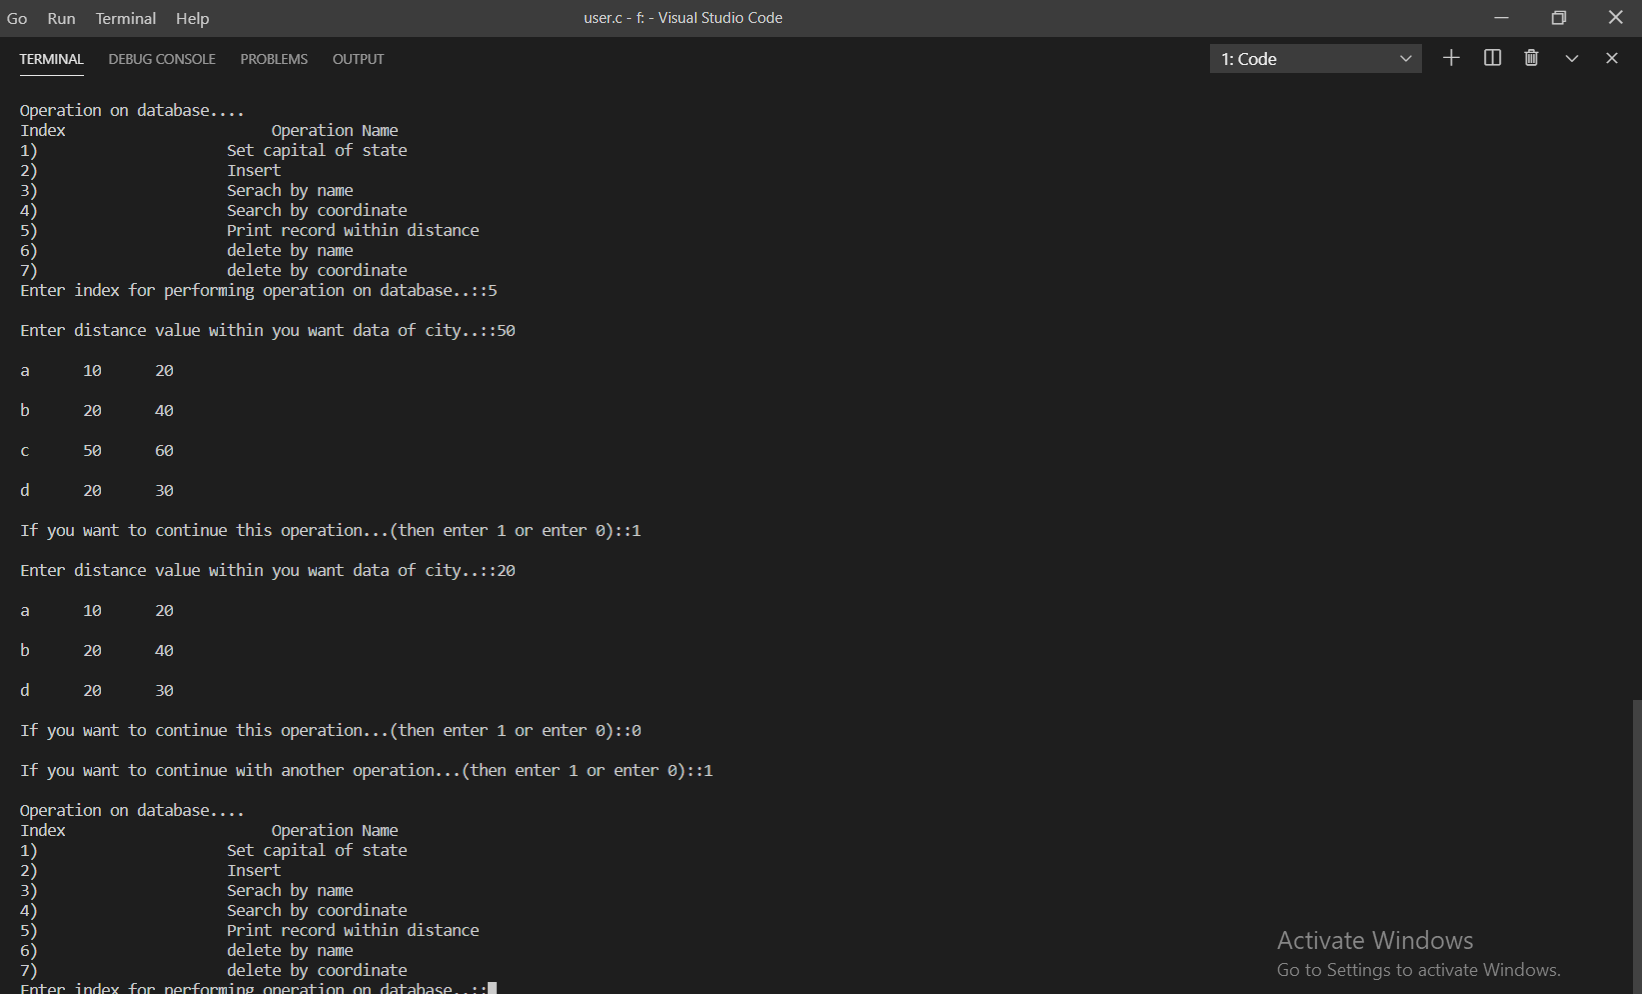 Go Run Terminal Help user.c - f: - Visual Studio Code
TERMINAL DEBUG CONSOLE PROBLEMS OUTPUT 1: Code
Operation on database....
Index Operation Name
1) Set capital of state
2) Insert
3) Serach by name
4) Search by coordinate
5) Print record within distance
6) delete by name
7) delete by coordinate
Enter index for performing operation on database..::5
Enter distance value within you want data of city..::50
a 10 20
b 20 40
c 50 60
d 20 30
If you want to continue this operation...(then enter 1 or enter 0)::1
Enter distance value within you want data of city..::20
a 10 20
b 20 40
d 20 30
If you want to continue this operation...(then enter 1 or enter 0)::0
If you want to continue with another operation...(then enter 1 or enter 0)::1
Operation on database....
Index Operation Name
1) Set capital of state
2) Insert
3) Serach by name
4) Search by coordinate
5) Print record within distance
6) delete by name
7) delete by coordinate
Enter index for performing operation on database..::
Activate Windows
Go to Settings to activate Windows.